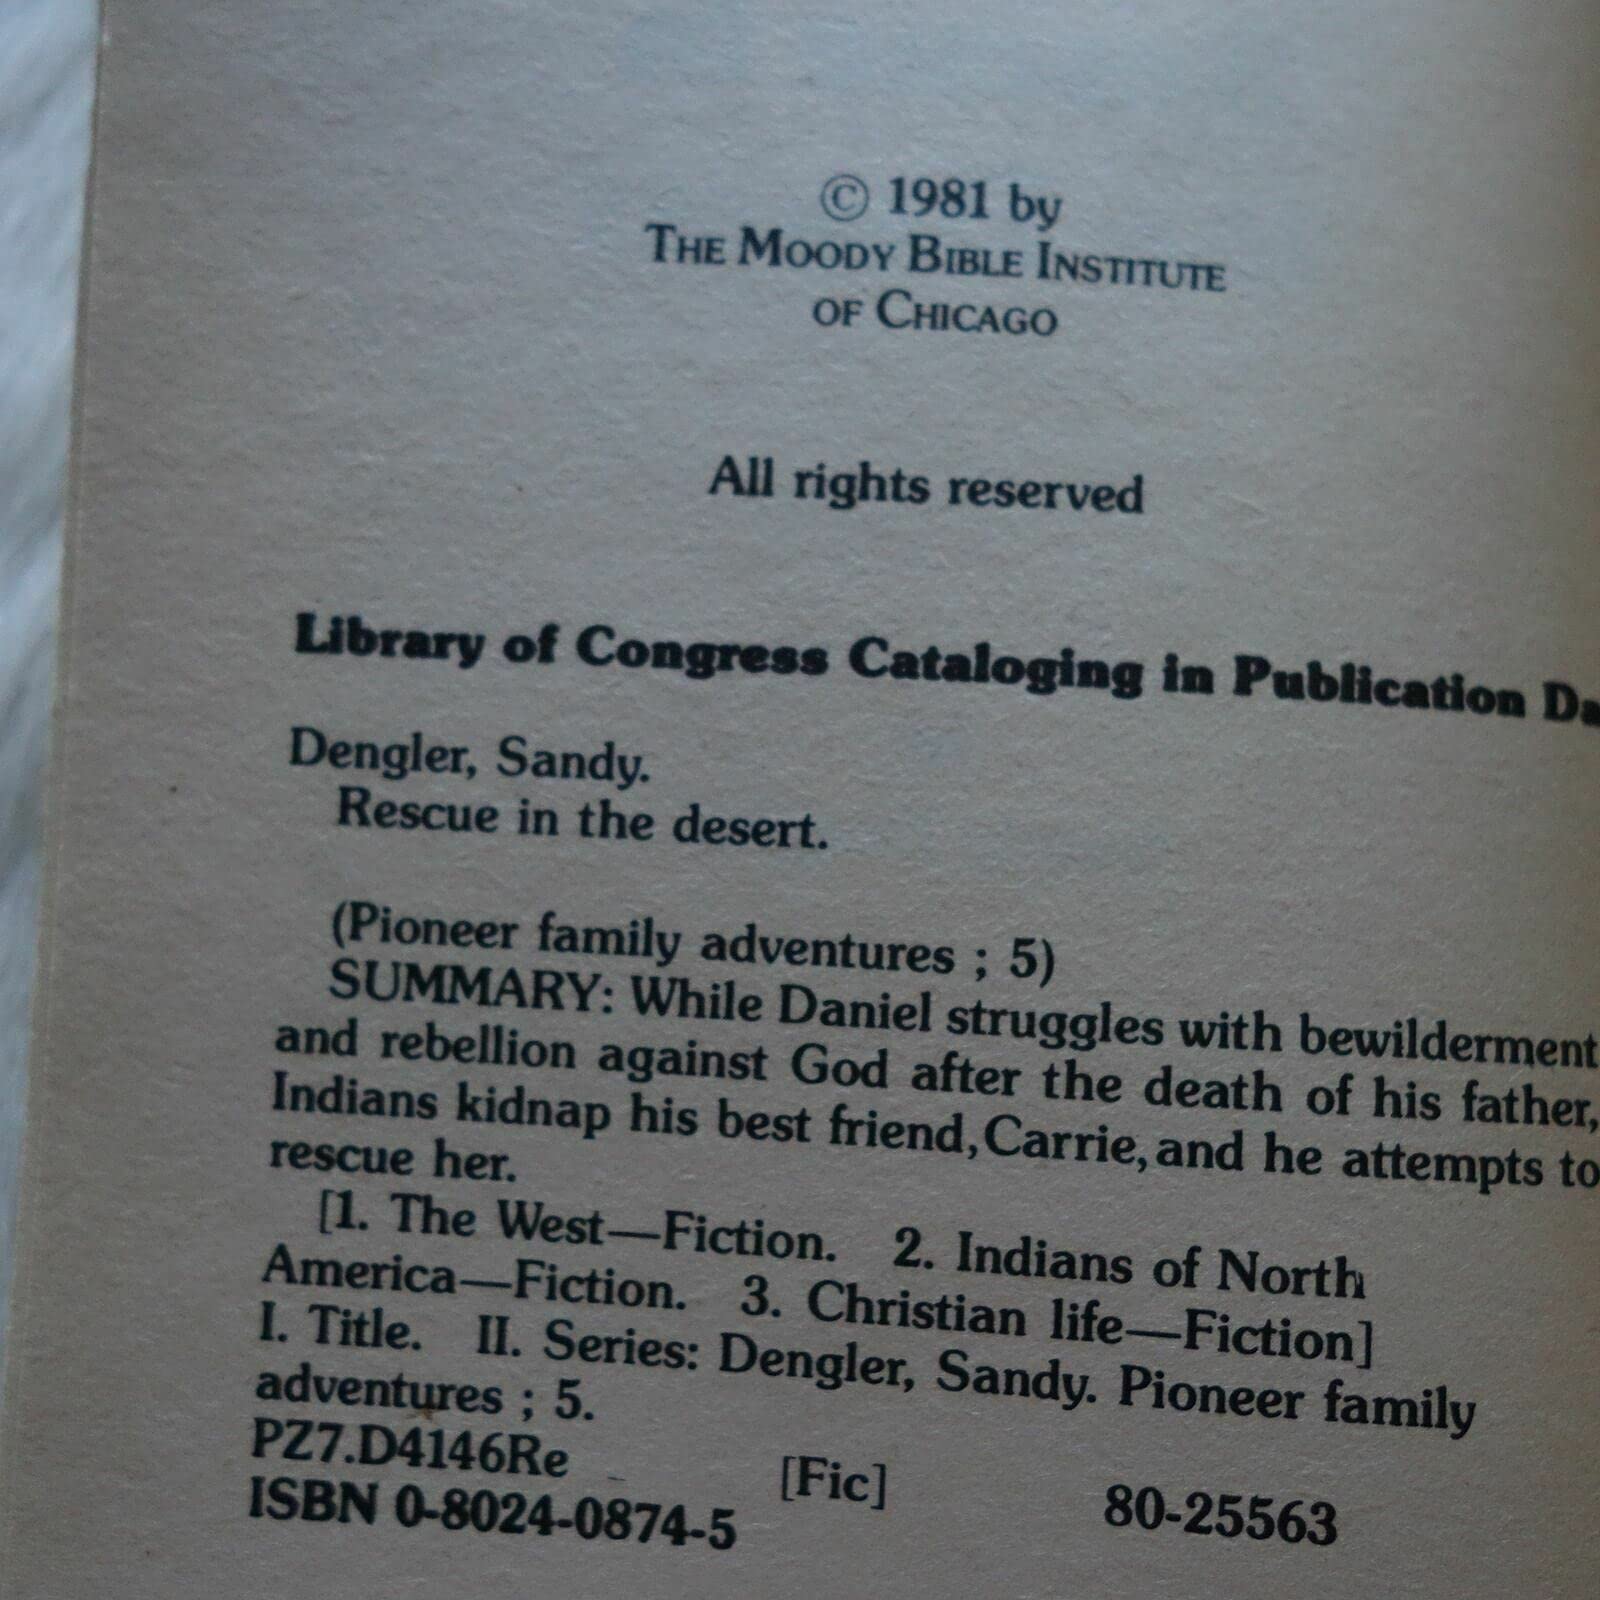 © 1981 by
THE MOODY BIBLE INSTITUTE
OF CHICAGO
All rights reserved
Library of Congress Cataloging in Publication
Dengler, Sandy.
Rescue in the desert.
(Pioneer family adventures ; 5)
SUMMARY: While Daniel struggles with bewilderment
and rebellion against God after the death of his father,
Indians kidnap his best friend, Carrie, and he attempts to
rescue her.
[1. The West—Fiction. 2. Indians of North
America—Fiction. 3. Christian life—Fiction]
I. Title. II. Series: Dengler, Sandy. Pioneer family
adventures ; 5.
PZ7.D4146Re [Fic] 80-25563
ISBN 0-8024-0874-5